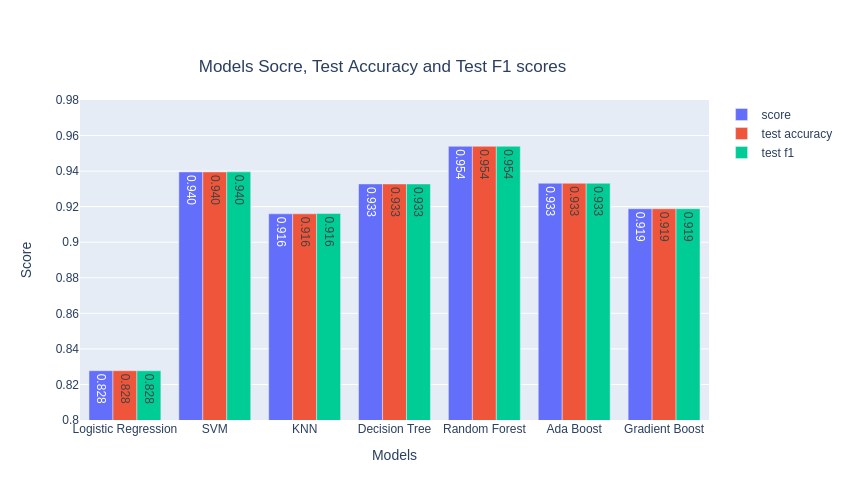 Models Socre, Test Accuracy and Test F1 scores
score
test accuracy
test f1
0.98
0.96
0.94
0.92
0.9
0.88
0.86
0.84
0.82
0.8
Score
0.828 0.828 0.828
0.940 0.940 0.940
0.916 0.916 0.916
0.933 0.933 0.933
0.954 0.954 0.954
0.933 0.933 0.933
0.919 0.919 0.919
Logistic Regression SVM KNN Decision Tree Random Forest Ada Boost Gradient Boost
Models